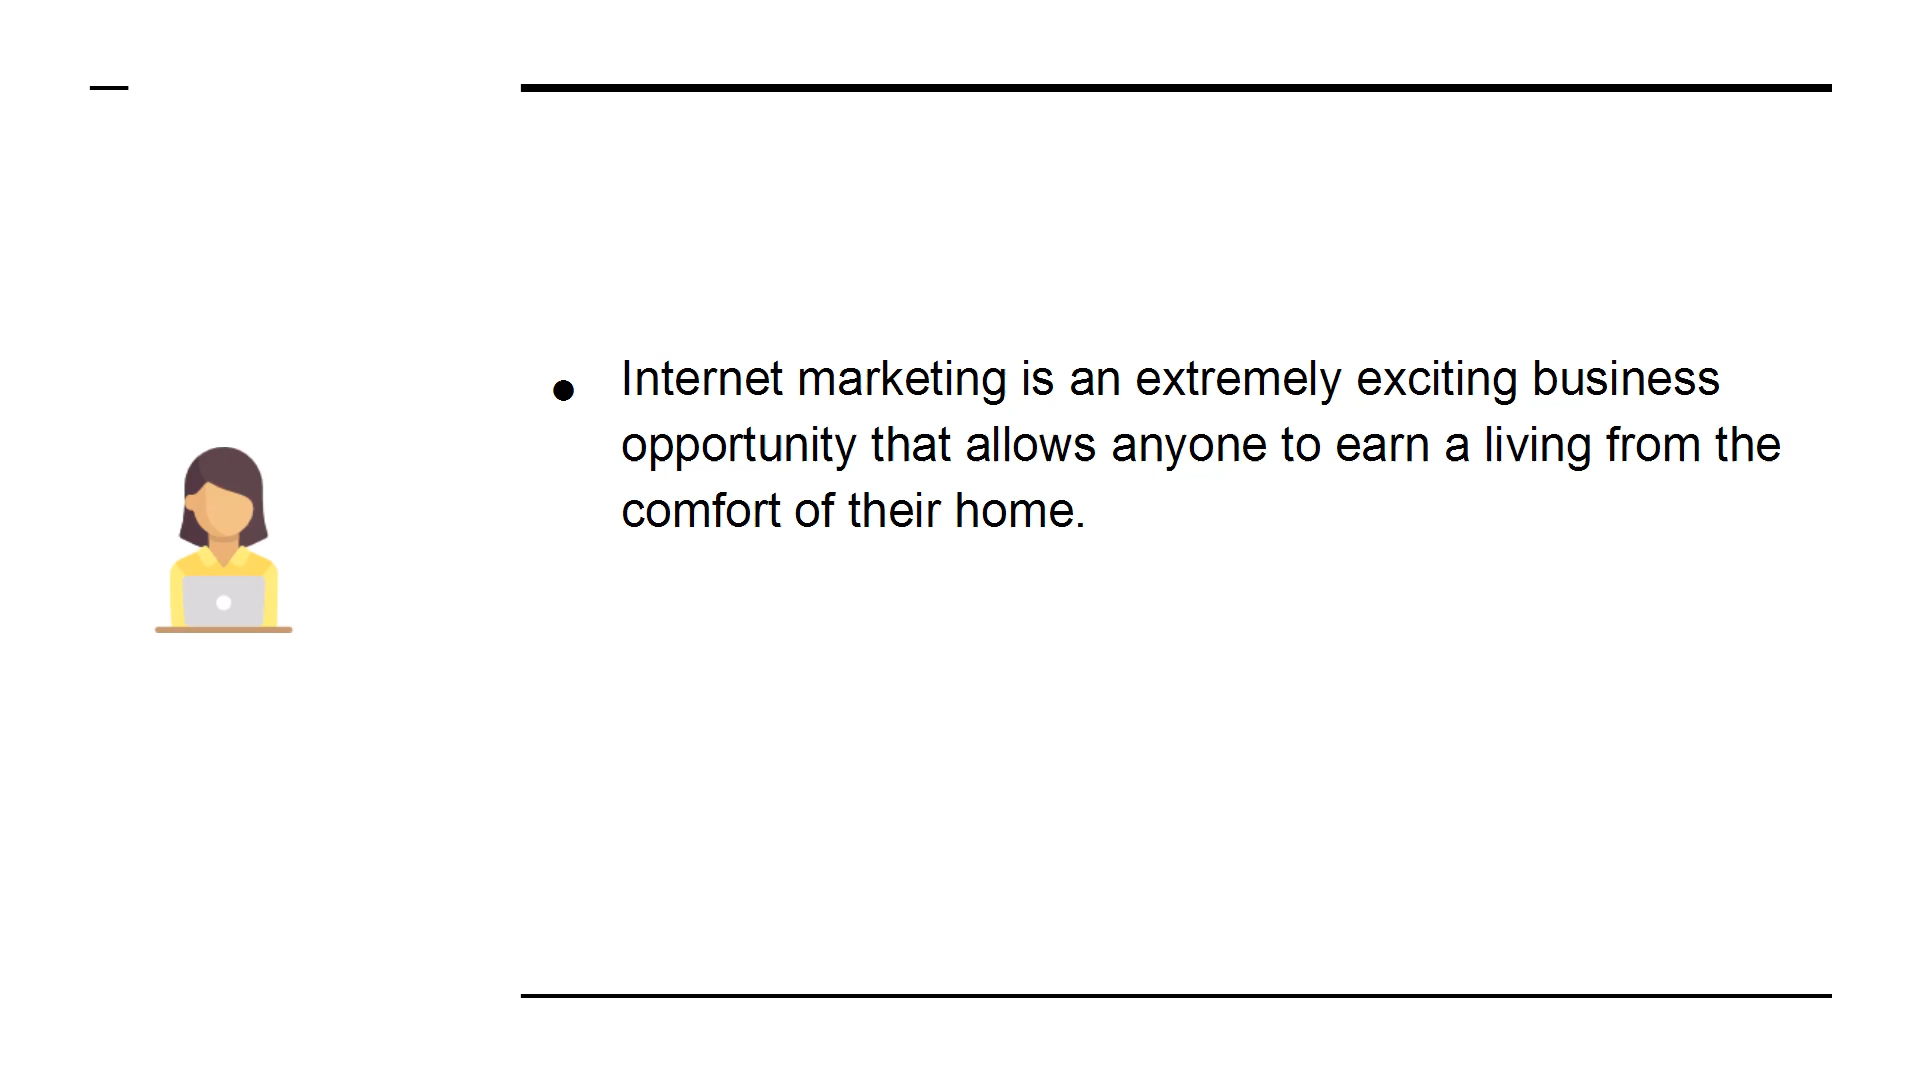 Internet marketing is an extremely exciting business
opportunity that allows anyone to earn a living from the
comfort of their home.